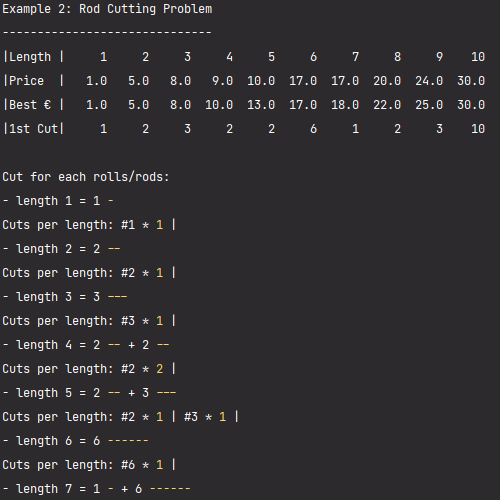 Example 2: Rod Cutting Problem
------------------------------
|Length |     1     2     3     4     5     6     7     8     9    10
|Price  |   1.0   5.0   8.0   9.0  10.0  17.0  17.0  20.0  24.0  30.0
|Best € |   1.0   5.0   8.0  10.0  13.0  17.0  18.0  22.0  25.0  30.0
|1st Cut|     1     2     3     2     2     6     1     2     3    10
Cut for each rolls/rods:
- length 1 = 1 -
Cuts per length: #1 * 1 |
- length 2 = 2 --
Cuts per length: #2 * 1 |
- length 3 = 3 ---
Cuts per length: #3 * 1 |
- length 4 = 2 -- + 2 --
Cuts per length: #2 * 2 |
- length 5 = 2 -- + 3 ---
Cuts per length: #2 * 1 | #3 * 1 |
- length 6 = 6 ------
Cuts per length: #6 * 1 |
- length 7 = 1 - + 6 ------